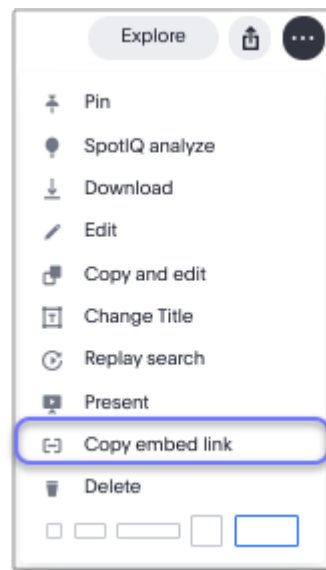 Explore
Pin
SpotIQ analyze
Download
Edit
Copy and edit
Change Title
Replay search
Present
Copy embed link
Delete